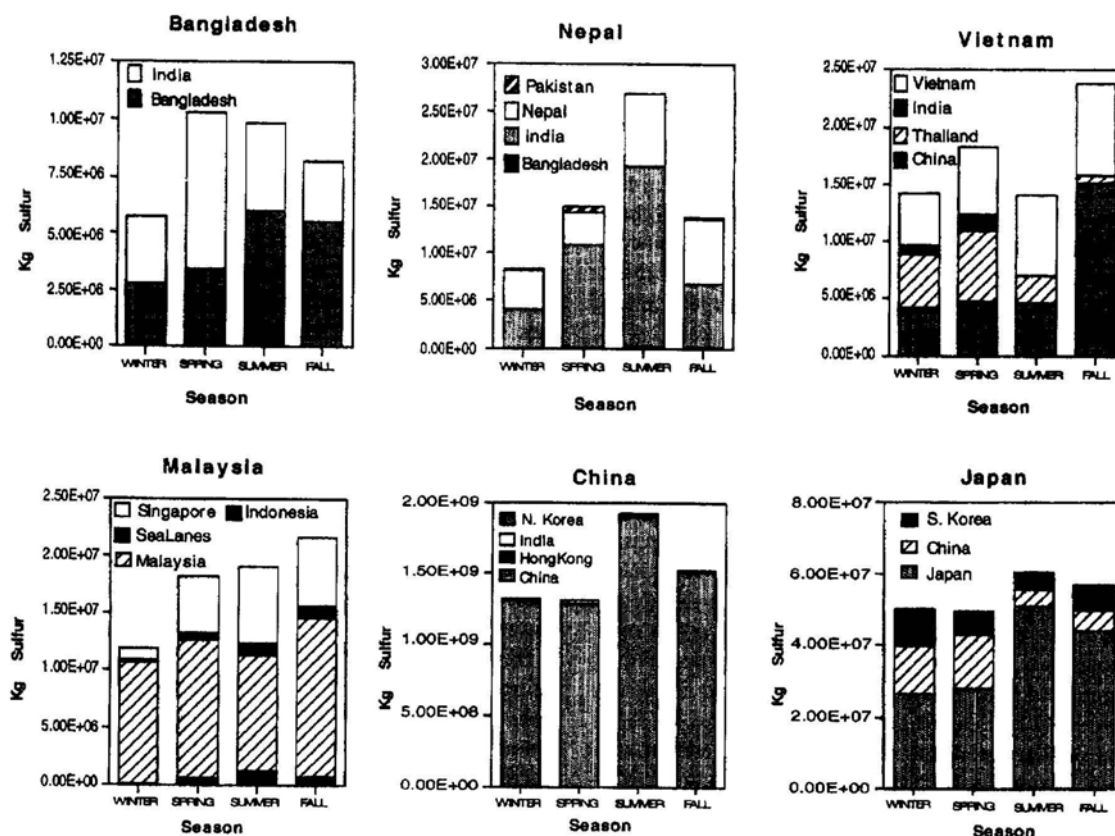 Bangladesh
1.25E+07
1.00E+07
7.50E+06
5.00E+06
2.50E+06
0.00E+00
Kg Sulfur
India
Bangladesh
WINTER SPRING SUMMER FALL
Season
Nepal
3.00E+07
2.50E+07
2.00E+07
1.50E+07
1.00E+07
5.00E+06
0.00E+00
Kg Sulfur
Pakistan
Nepal
India
Bangladesh
WINTER SPRING SUMMER FALL
Season
Vietnam
2.50E+07
2.00E+07
1.50E+07
1.00E+07
5.00E+06
0.00E+00
Kg Sulfur
Vietnam
India
Thailand
China
WINTER SPRING SUMMER FALL
Season
Malaysia
2.50E+07
2.00E+07
1.50E+07
1.00E+07
5.00E+06
0.00E+00
Kg Sulfur
Singapore Indonesia
SeaLanes
Malaysia
WINTER SPRING SUMMER FALL
Season
China
2.00E+09
1.50E+09
1.00E+09
5.00E+08
0.00E+00
Kg Sulfur
N. Korea
India
HongKong
China
WINTER SPRING SUMMER FALL
Season
Japan
8.00E+07
6.00E+07
4.00E+07
2.00E+07
0.00E+00
Kg Sulfur
S. Korea
China
Japan
WINTER SPRING SUMMER FALL
Season